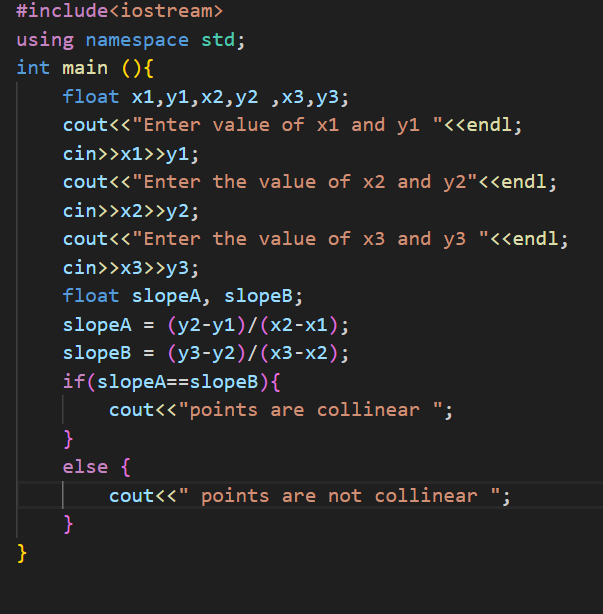 #include<iostream>
using namespace std;
int main (){
    float x1,y1,x2,y2 ,x3,y3;
    cout<<"Enter value of x1 and y1 "<<endl;
    cin>>x1>>y1;
    cout<<"Enter the value of x2 and y2"<<endl;
    cin>>x2>>y2;
    cout<<"Enter the value of x3 and y3 "<<endl;
    cin>>x3>>y3;
    float slopeA, slopeB;
    slopeA = (y2-y1)/(x2-x1);
    slopeB = (y3-y2)/(x3-x2);
    if(slopeA==slopeB){
        cout<<"points are collinear ";
    }
    else {
        cout<<" points are not collinear ";
    }
}